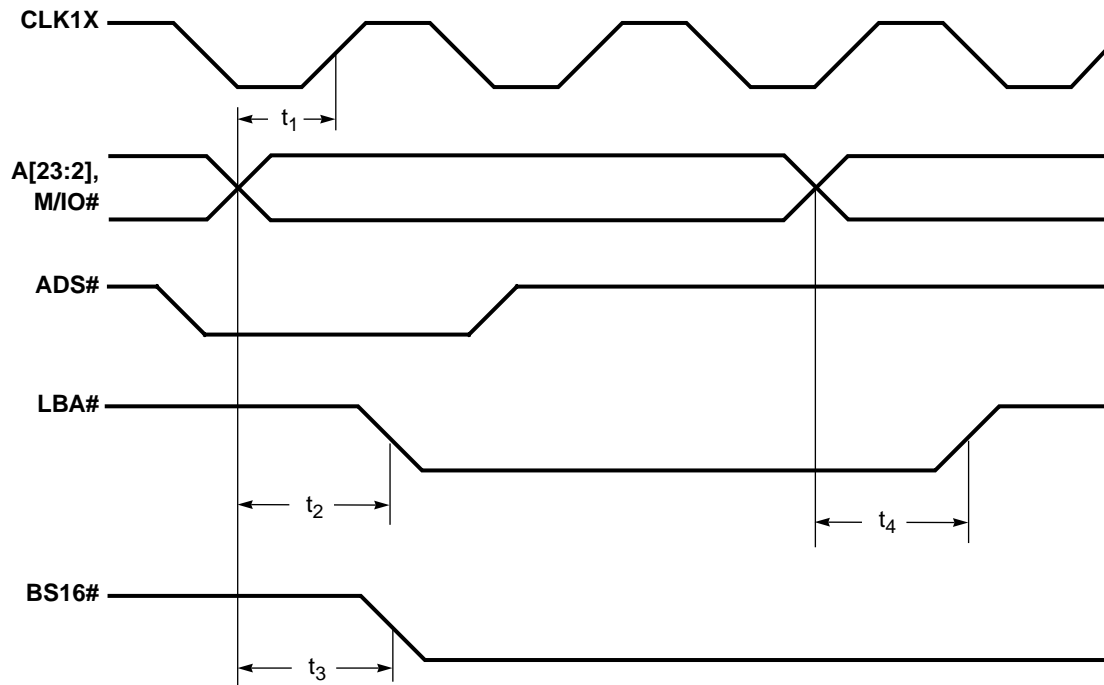 CLK1X
t1
A[23:2],
M/IO#
ADS#
LBA#
t2
t4
BS16#
t3